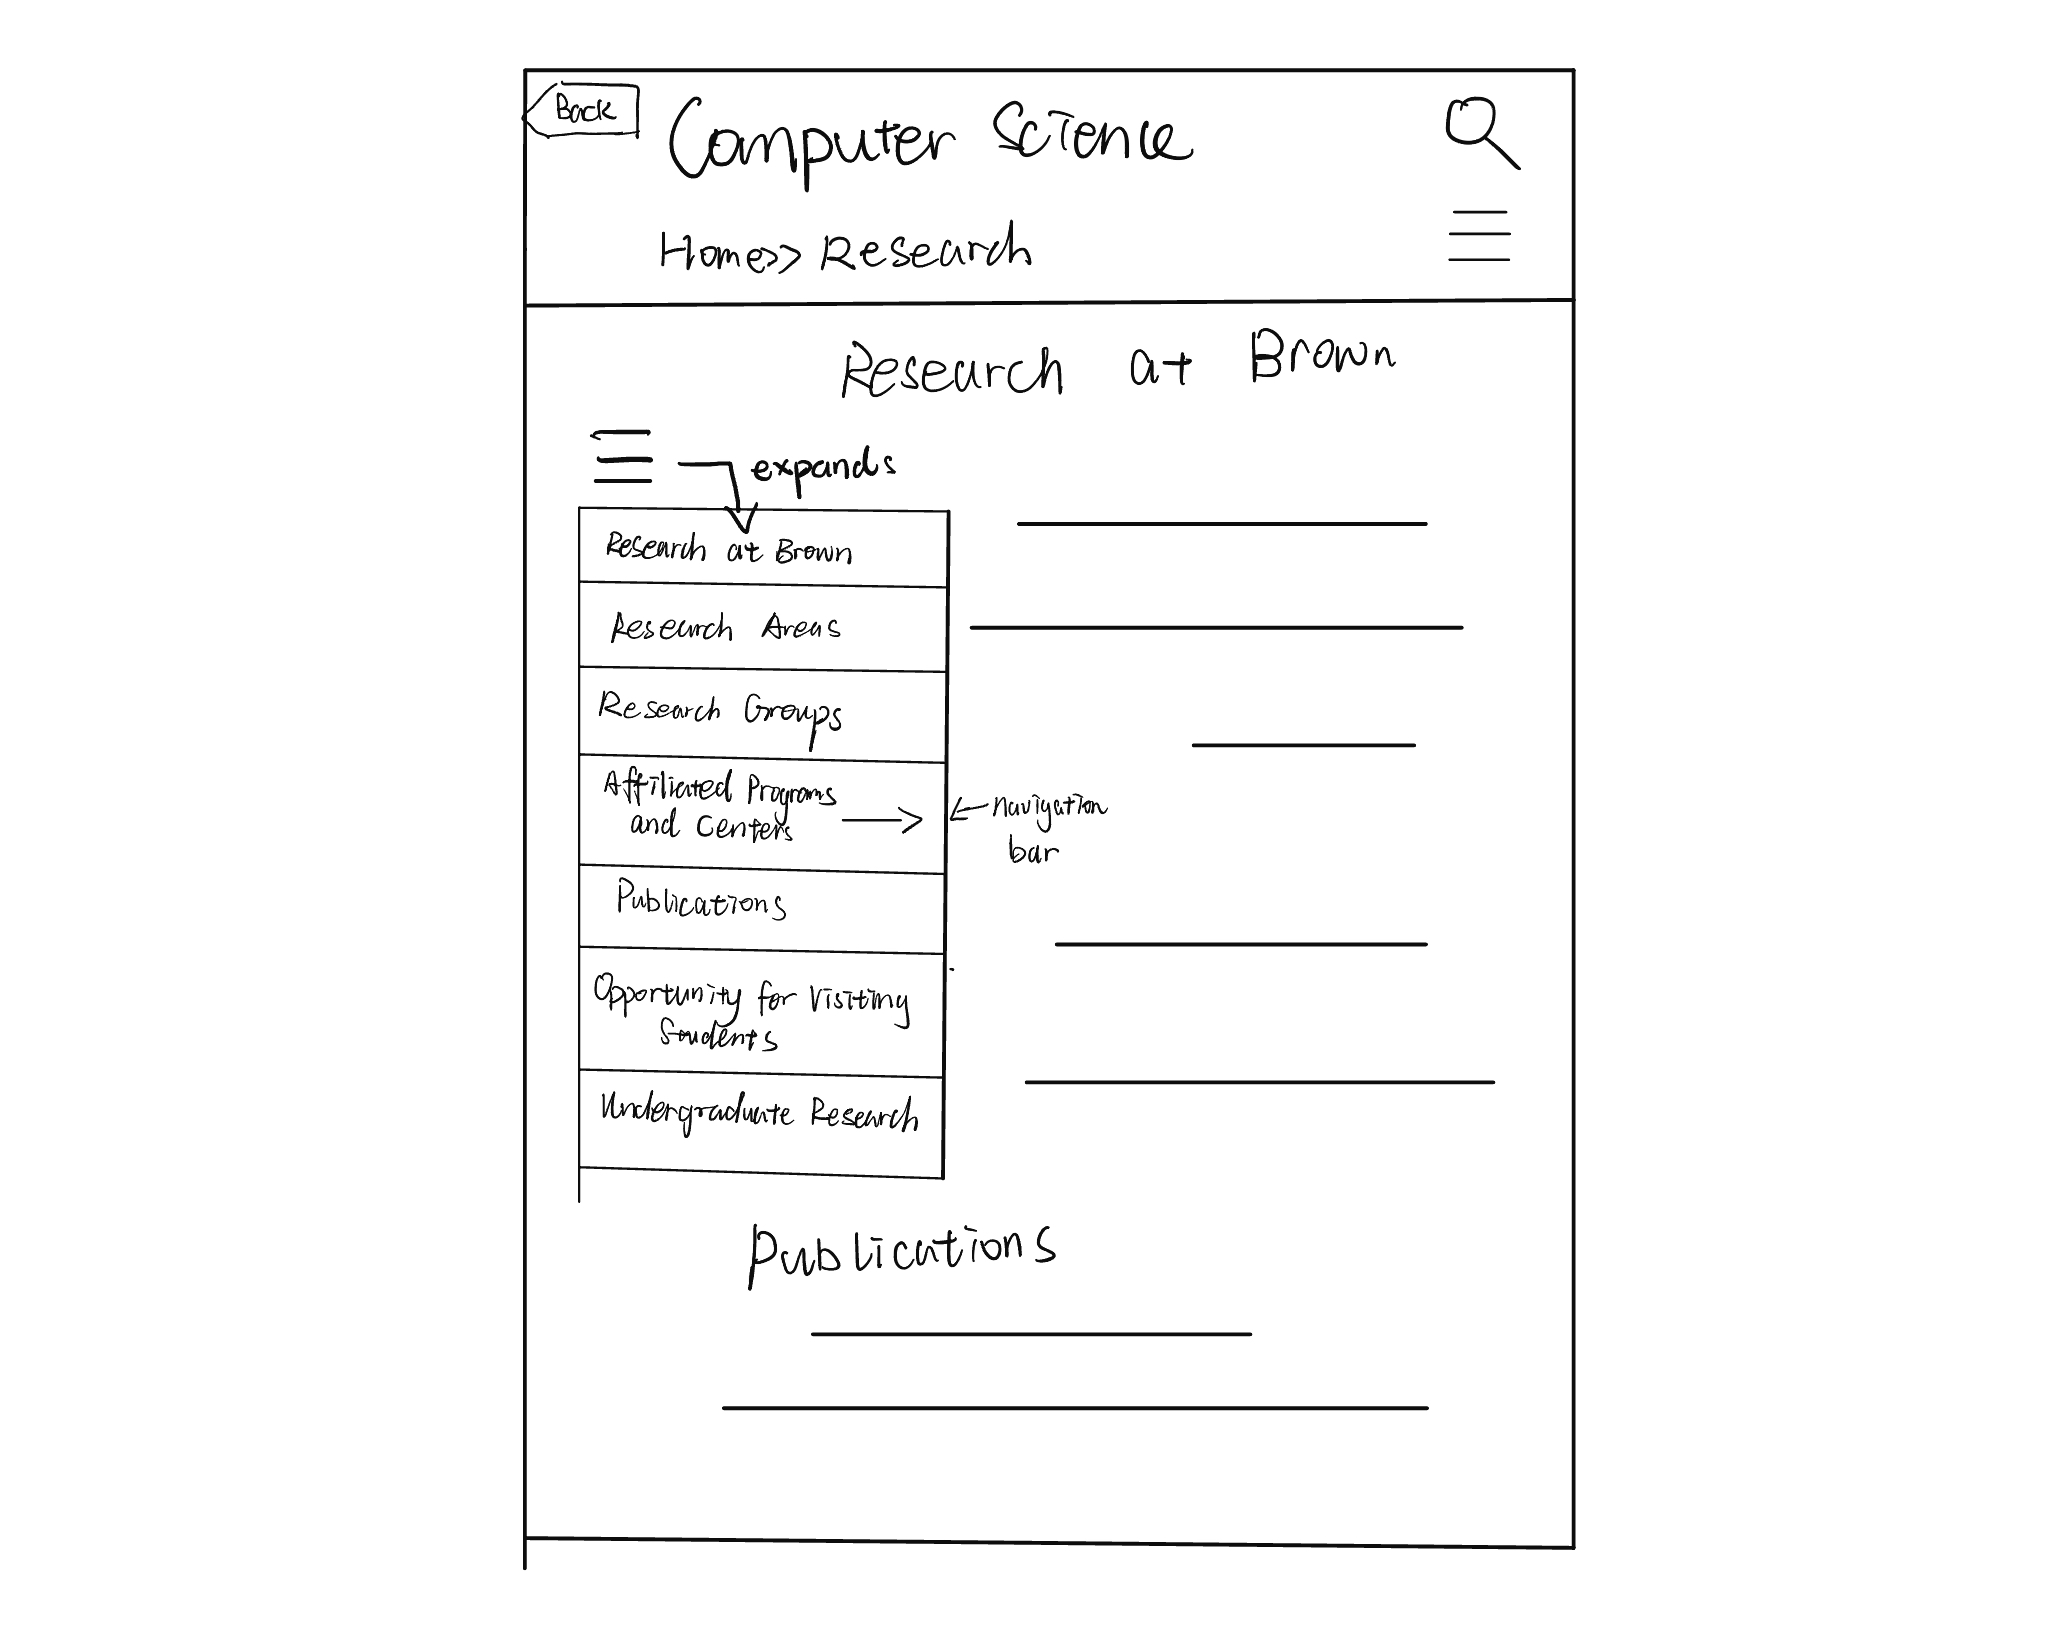 Back
Computer Science
Home>> Research
Research at Brown
expands
Research at Brown
Research Areas
Research Groups
Affiliated Programs
and Centers
navigation
bar
Publications
Opportunity for Visiting
Students
Undergraduate Research
Publications